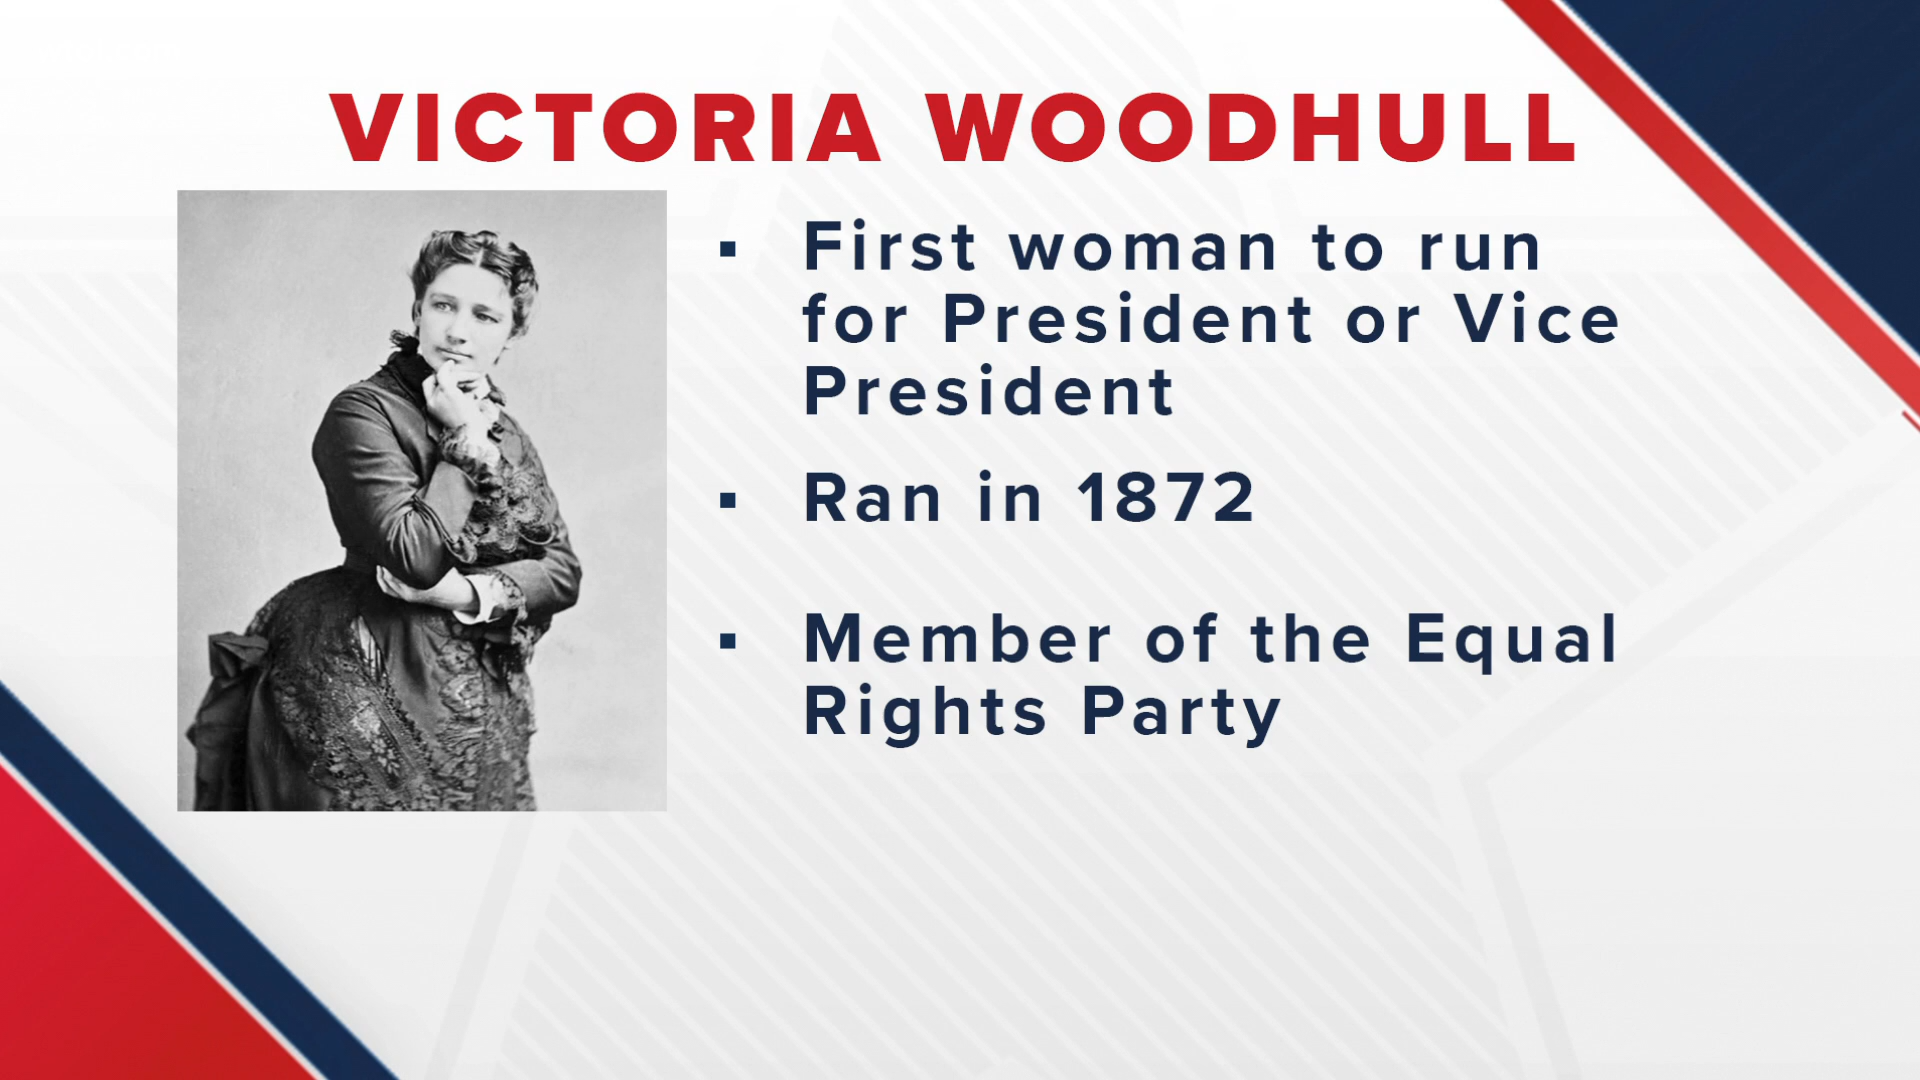 VICTORIA WOODHULL
▪ First woman to run
for President or Vice
President
▪ Ran in 1872
▪ Member of the Equal
Rights Party